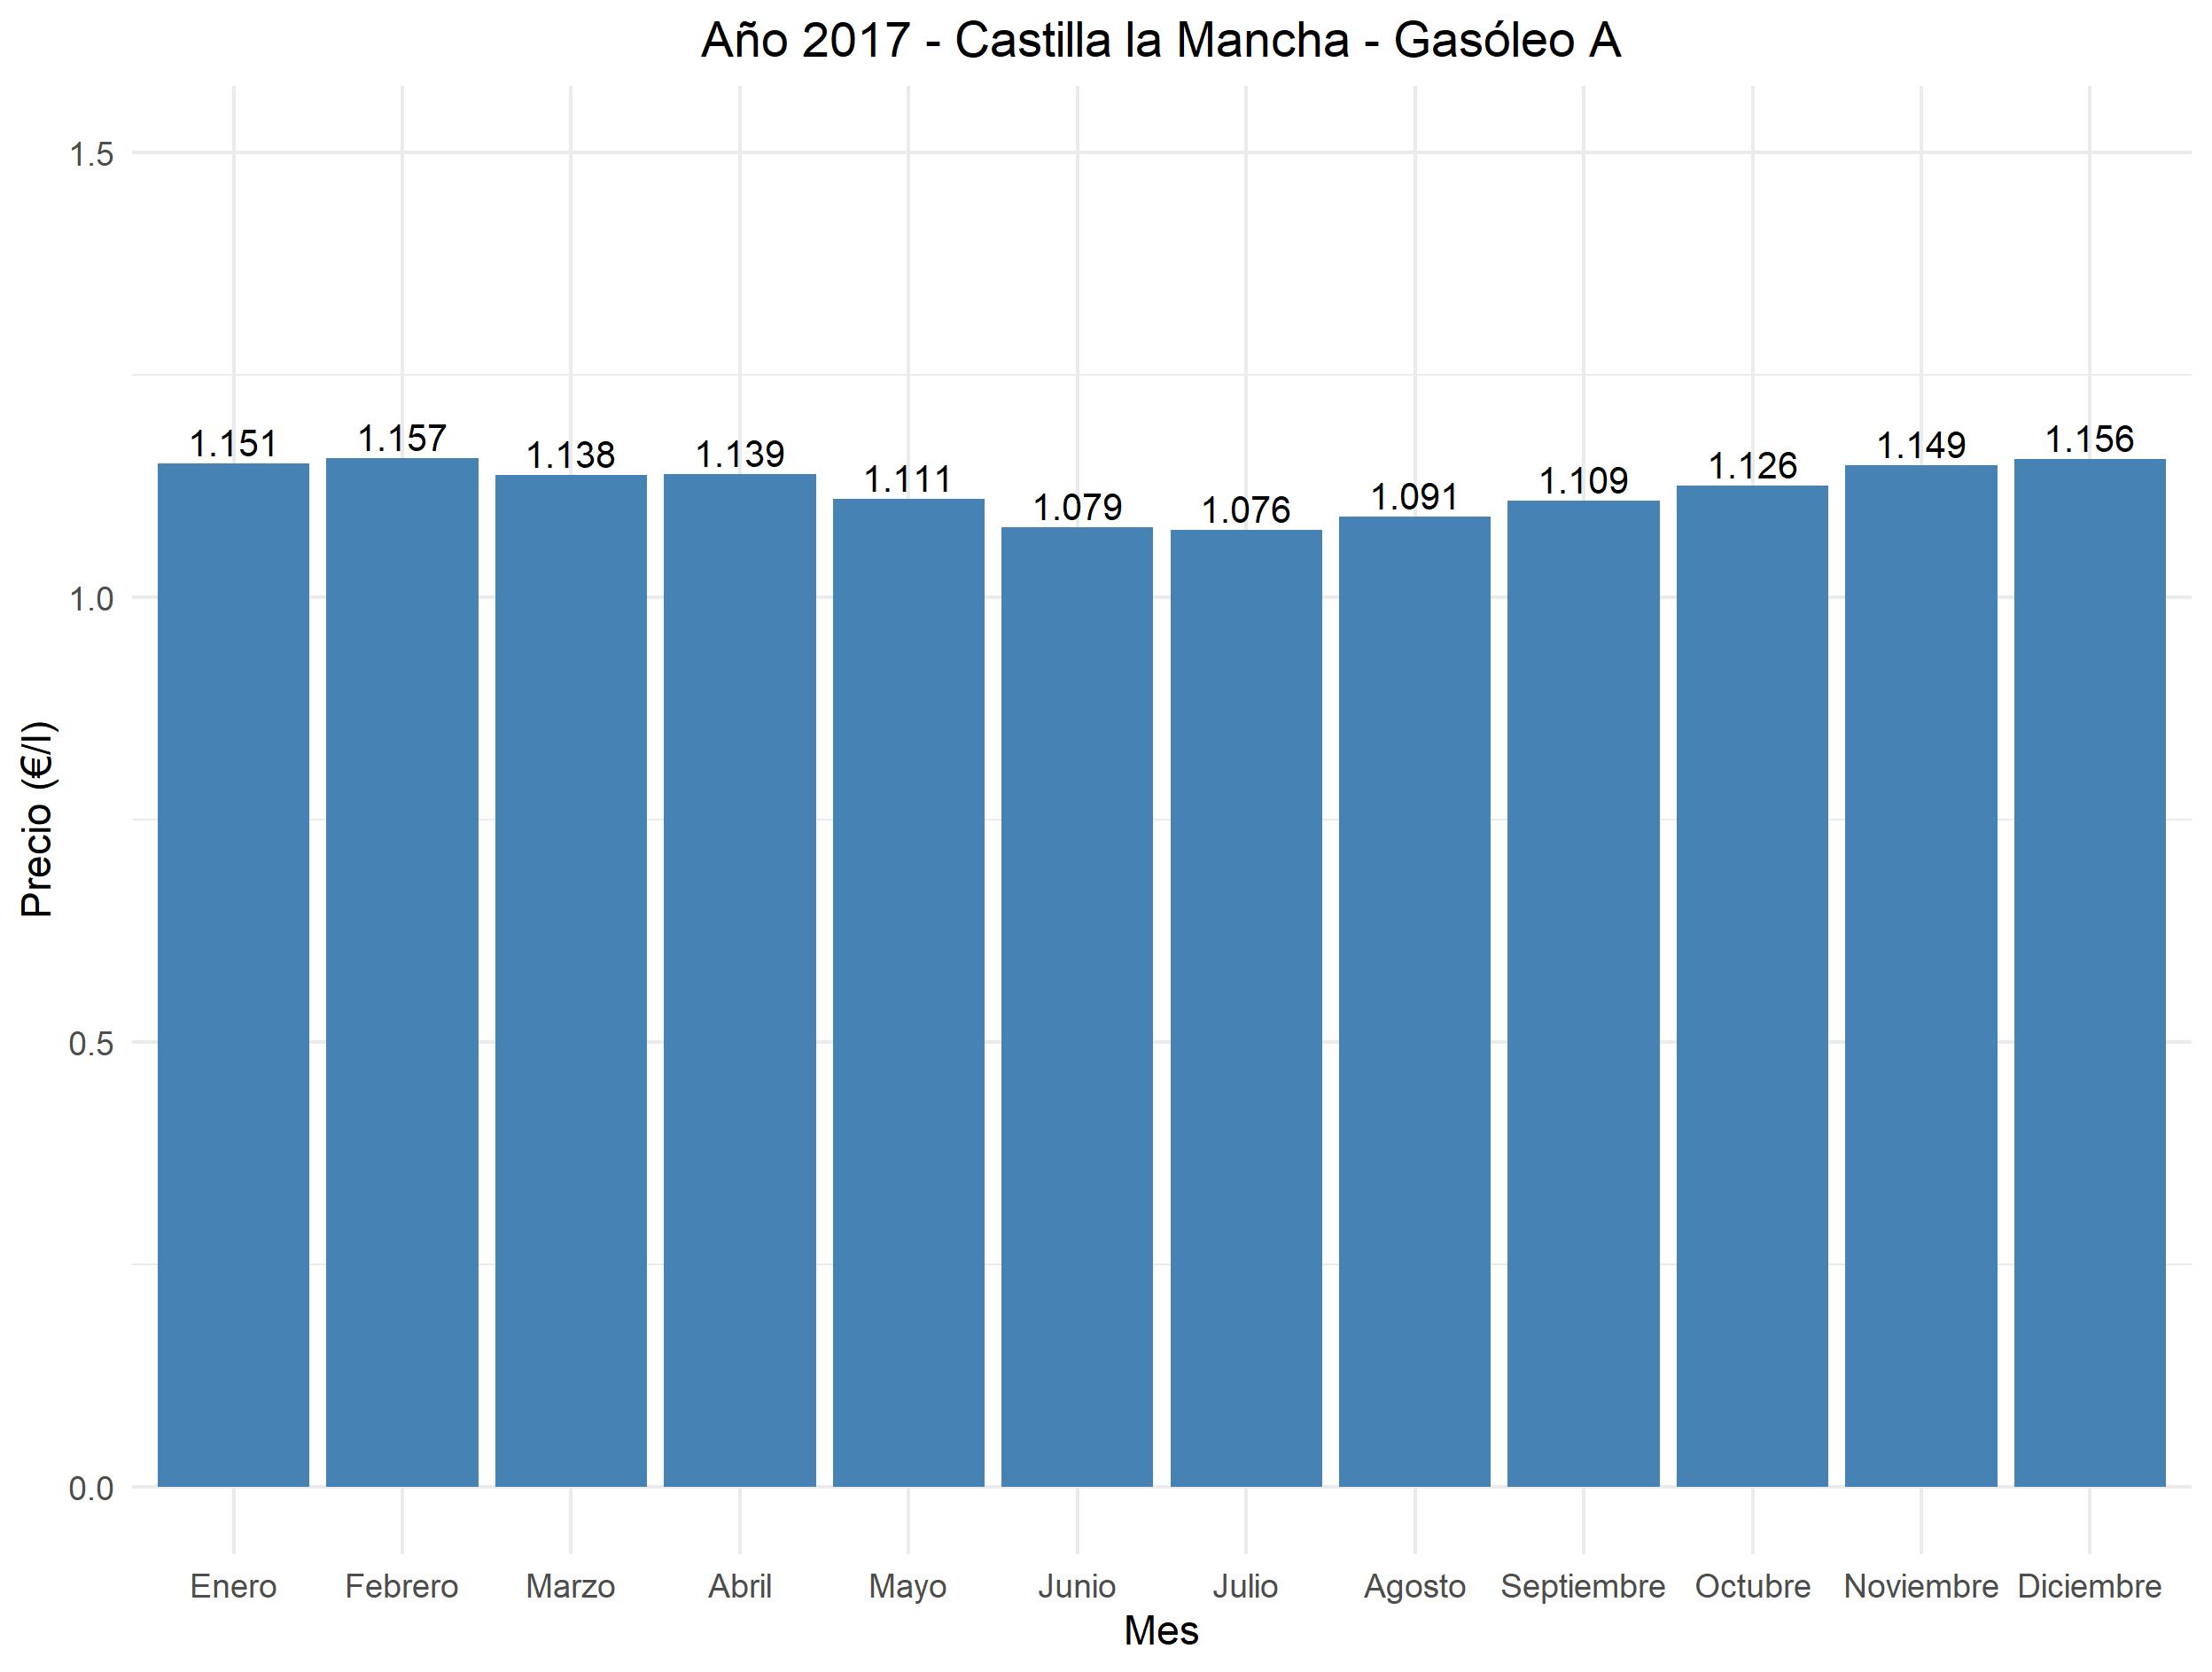 Año 2017 - Castilla la Mancha - Gasóleo A
1.5
1.0
0.5
0.0
Precio (€/l)
1.151
1.157
1.138
1.139
1.111
1.079
1.076
1.091
1.109
1.126
1.149
1.156
Enero
Febrero
Marzo
Abril
Mayo
Junio
Julio
Agosto
Septiembre
Octubre
Noviembre
Diciembre
Mes